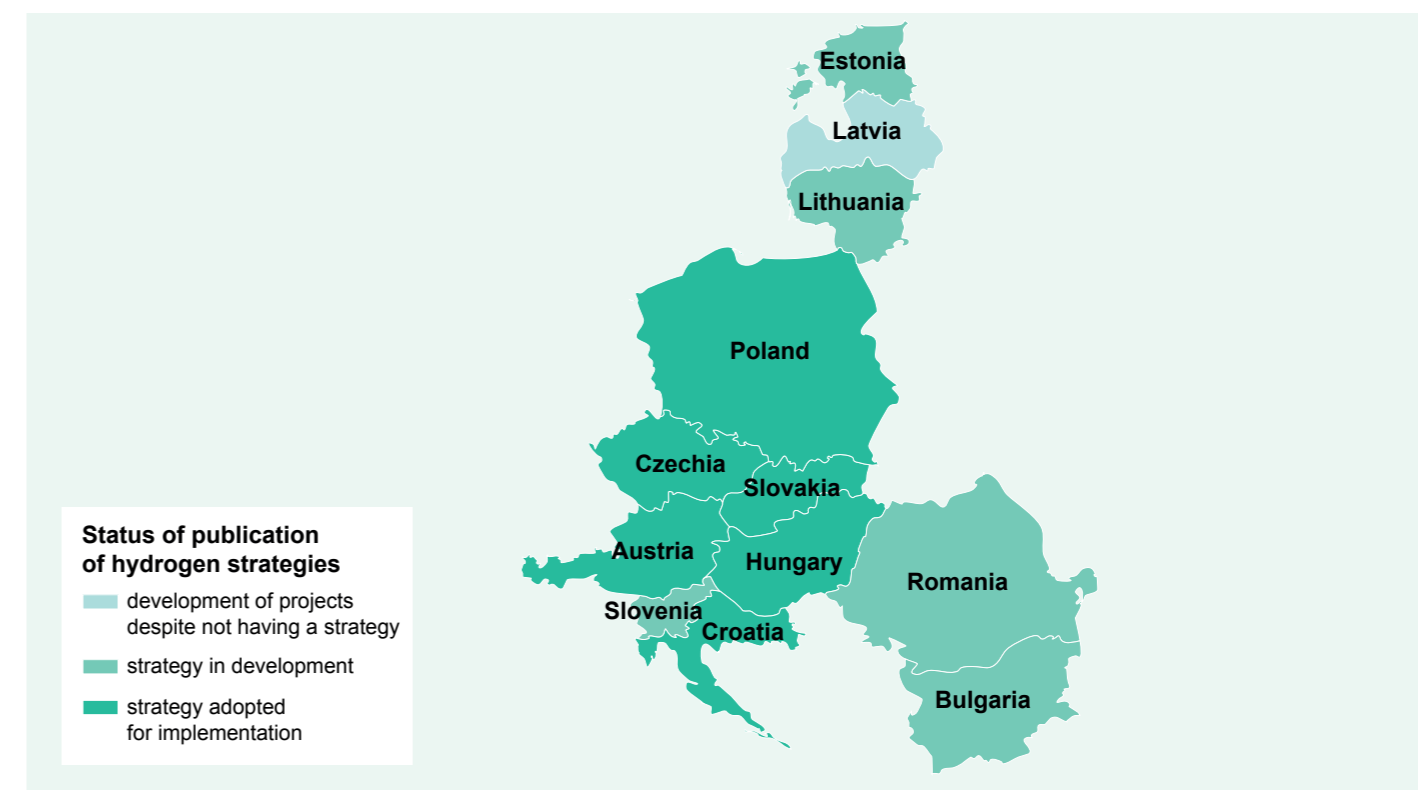 Estonia
Latvia
Lithuania
Poland
Czechia
Slovakia
Austria
Hungary
Romania
Slovenia
Croatia
Bulgaria
Status of publication
of hydrogen strategies
development of projects
despite not having a strategy
strategy in development
strategy adopted
for implementation